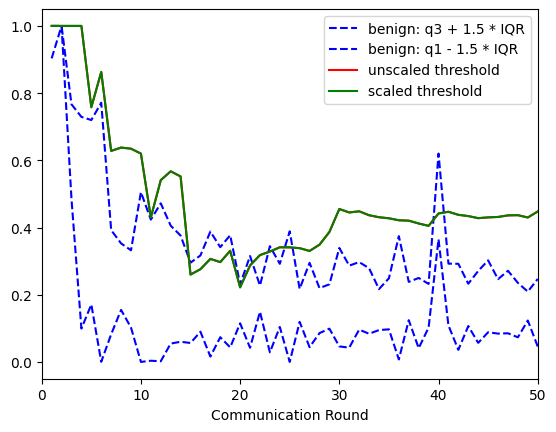 benign: q3 + 1.5 * IQR
benign: q1 - 1.5 * IQR
unscaled threshold
scaled threshold
1.0
0.8
0.6
0.4
0.2
0.0
0 10 20 30 40 50
Communication Round